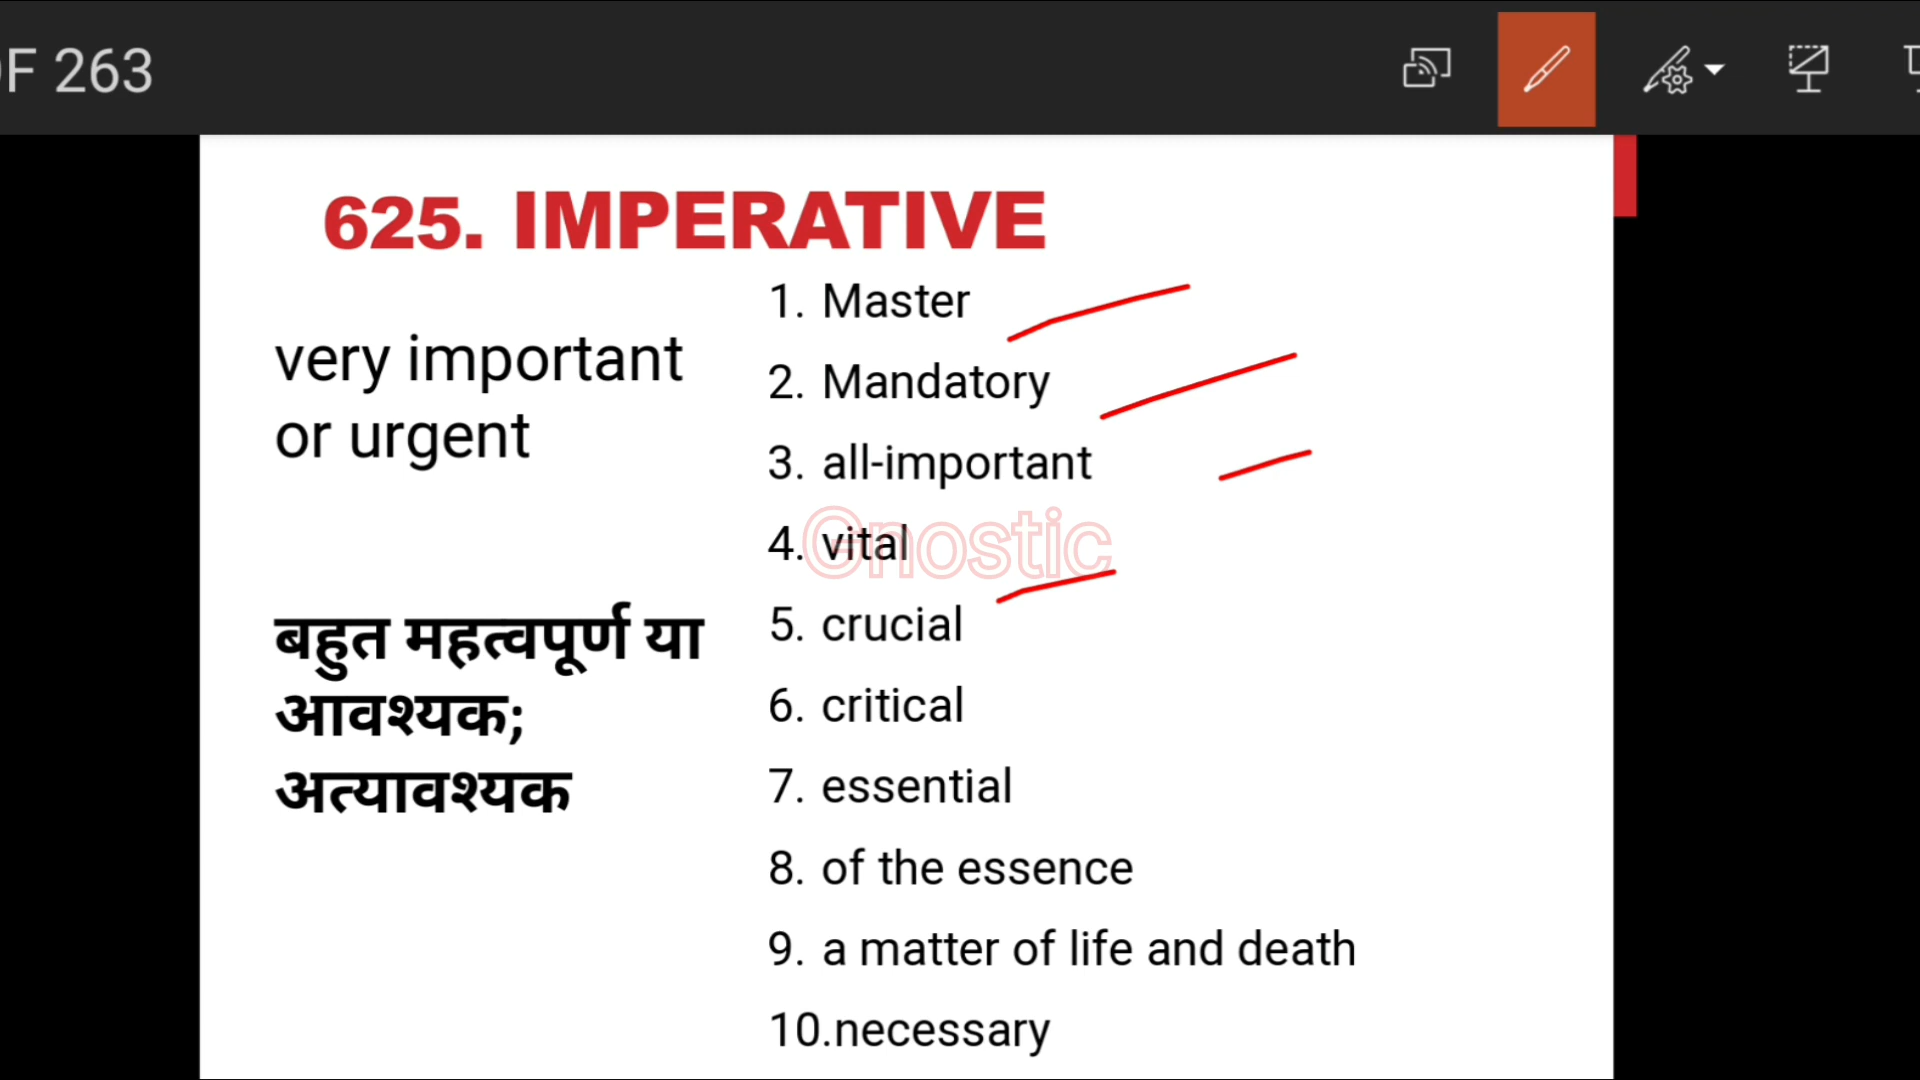 F 263
625. IMPERATIVE
very important
or urgent
बहुत महत्वपूर्ण या
आवश्यक;
अत्यावश्यक
1. Master
2. Mandatory
3. all-important
4. vital
5. crucial
6. critical
7. essential
8. of the essence
9. a matter of life and death
10.necessary
Gnostic